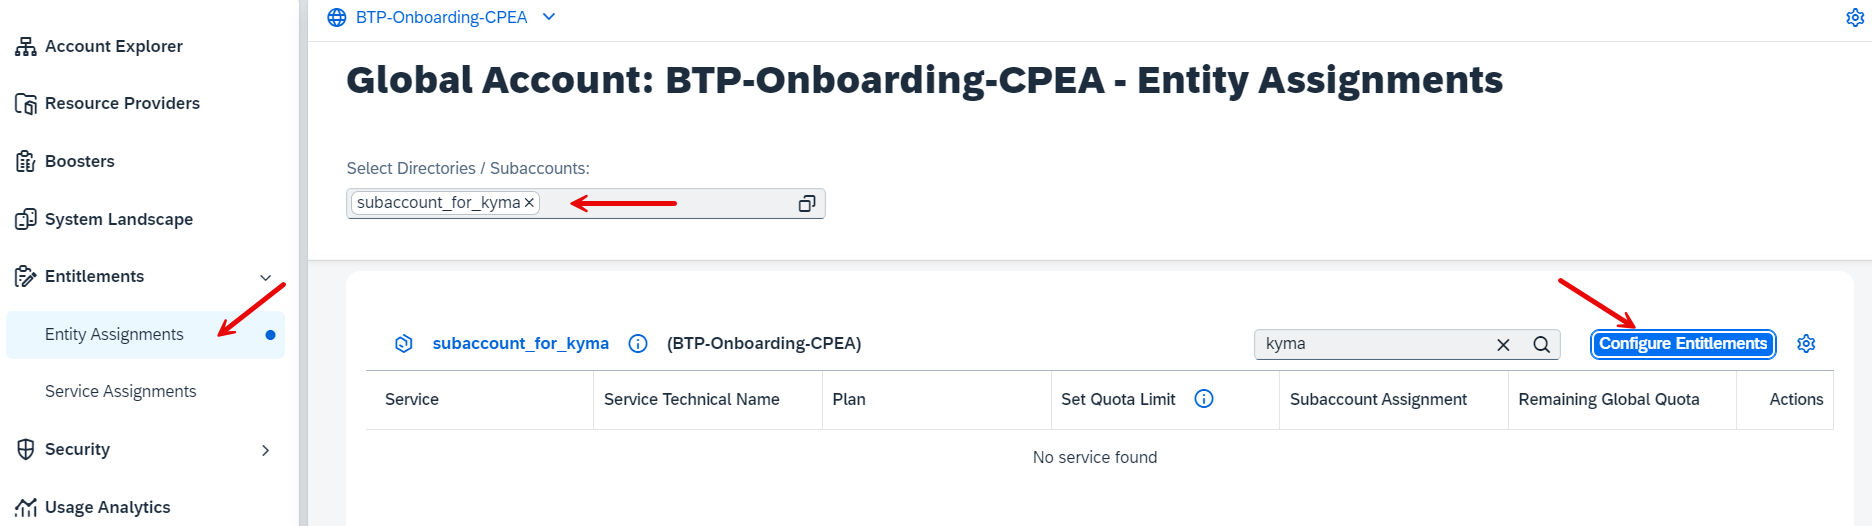 Account Explorer
Resource Providers
Boosters
System Landscape
Entitlements
Entity Assignments
Service Assignments
Security
Usage Analytics
BTP-Onboarding-CPEA
Global Account: BTP-Onboarding-CPEA - Entity Assignments
Select Directories / Subaccounts:
subaccount_for_kyma
subaccount_for_kyma (BTP-Onboarding-CPEA) kyma Configure Entitlements
Service Service Technical Name Plan Set Quota Limit Subaccount Assignment Remaining Global Quota Actions
No service found